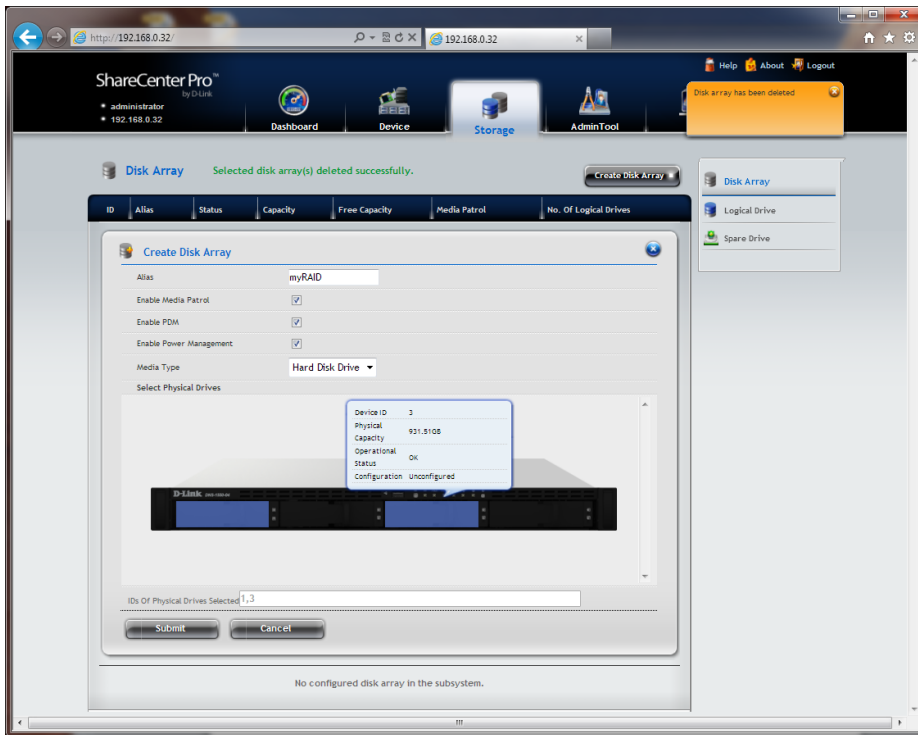 http://192.168.0.32/
192.168.0.32
ShareCenter Pro™
by D-Link
administrator
192.168.0.32
Dashboard
Device
Storage
AdminTool
Help
About
Logout
Disk array has been deleted
Disk Array
Selected disk array(s) deleted successfully.
Create Disk Array
Disk Array
Logical Drive
Spare Drive
ID Alias Status Capacity Free Capacity Media Patrol No. Of Logical Drives
Create Disk Array
Alias myRAID
Enable Media Patrol
Enable PDM
Enable Power Management
Media Type Hard Disk Drive
Select Physical Drives
Device ID 3
Physical Capacity 931.51GB
Operational Status OK
Configuration Unconfigured
D-Link
IDs Of Physical Drives Selected 1,3
Submit
Cancel
No configured disk array in the subsystem.